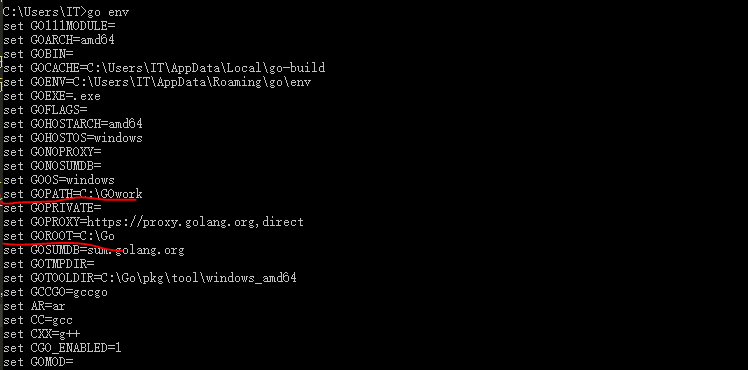 C:\Users\IT>go env
set GO111MODULE=
set GOARCH=amd64
set GOBIN=
set GOCACHE=C:\Users\IT\AppData\Local\go-build
set GOENV=C:\Users\IT\AppData\Roaming\go\env
set GOEXE=.exe
set GOFLAGS=
set GOHOSTARCH=amd64
set GOHOSTOS=windows
set GONOPROXY=
set GONOSUMDB=
set GOOS=windows
set GOPATH=C:\GOwork
set GOPRIVATE=
set GOPROXY=https://proxy.golang.org,direct
set GOROOT=C:\Go
set GOSUMDB=sum.golang.org
set GOTMPDIR=
set GOTOOLDIR=C:\Go\pkg\tool\windows_amd64
set GCCGO=gccgo
set AR=ar
set CC=gcc
set CXX=g++
set CGO_ENABLED=1
set GOMOD=